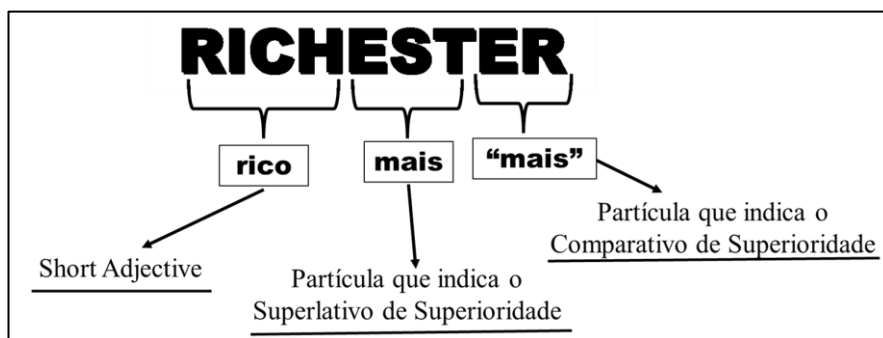 RICHESTER
rico
mais
“mais”
Short Adjective
Partícula que indica o
Superlativo de Superioridade
Partícula que indica o
Comparativo de Superioridade